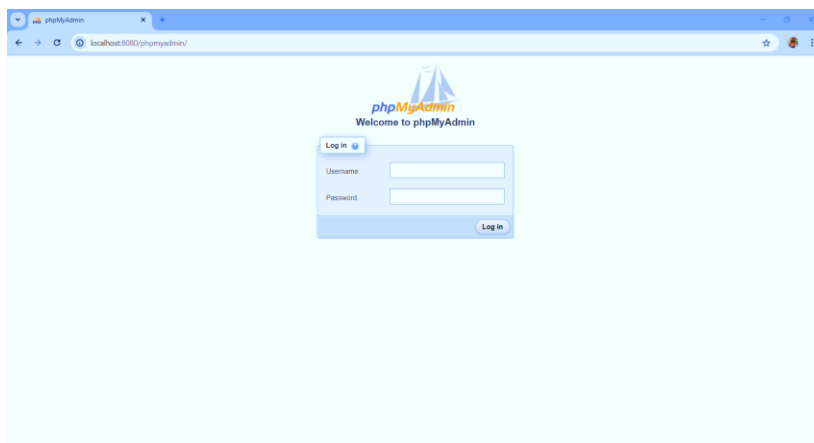 phpMyAdmin
localhost:8080/phpmyadmin/
phpMyAdmin
Welcome to phpMyAdmin
Log in
Username:
Password:
Log in